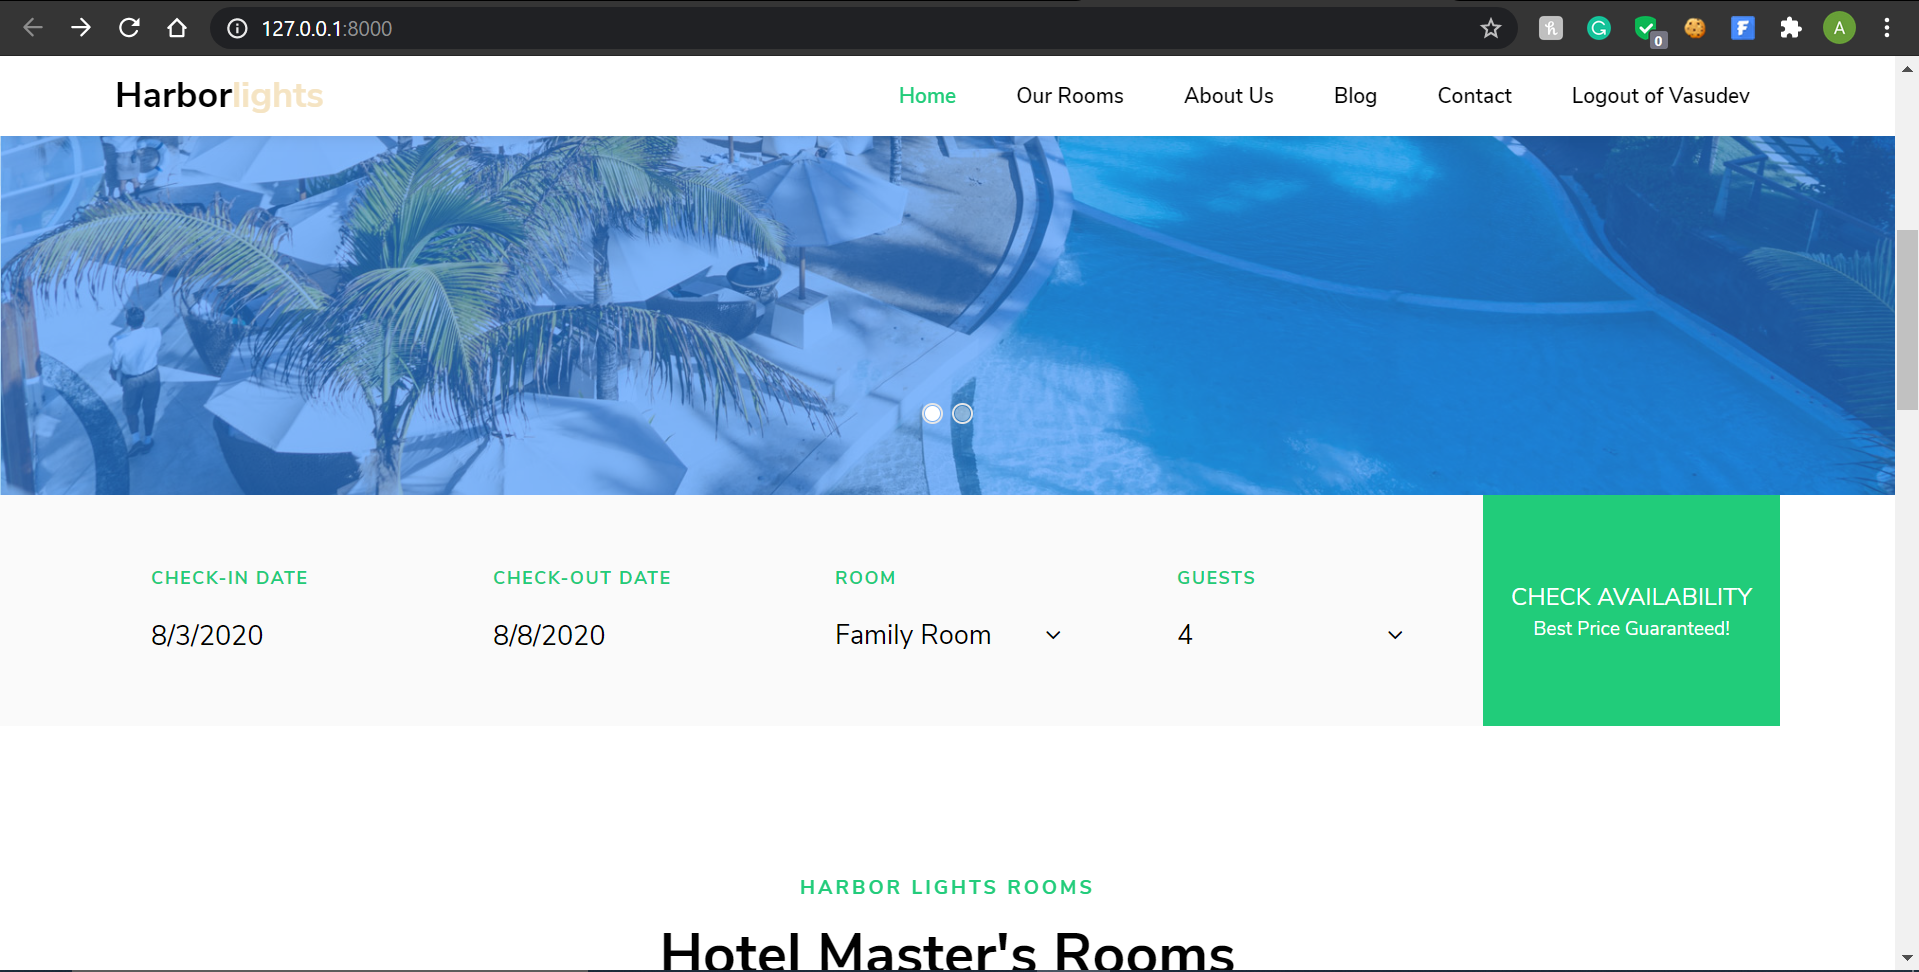 127.0.0.1:8000
0
A
Harborlights
Home
Our Rooms
About Us
Blog
Contact
Logout of Vasudev
CHECK-IN DATE
CHECK-OUT DATE
ROOM
GUESTS
8/3/2020
8/8/2020
Family Room
4
CHECK AVAILABILITY
Best Price Guaranteed!
HARBOR LIGHTS ROOMS
Hotel Master's Rooms